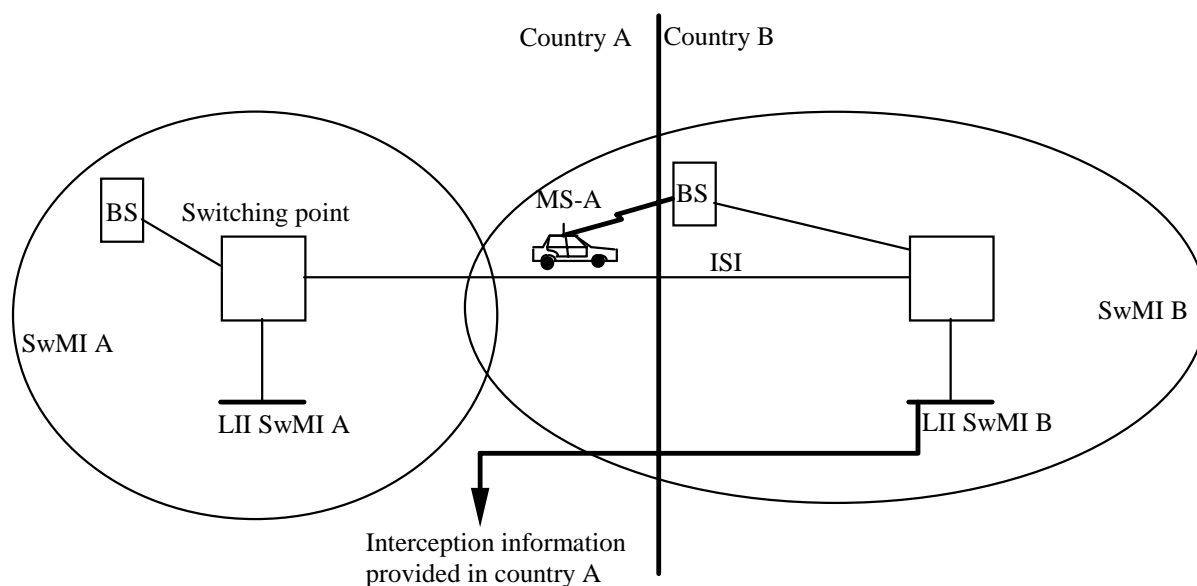 Country A
Country B
MS-A
BS
BS
Switching point
ISI
SwMI A
SwMI B
LII SwMI A
LII SwMI B
Interception information
provided in country A